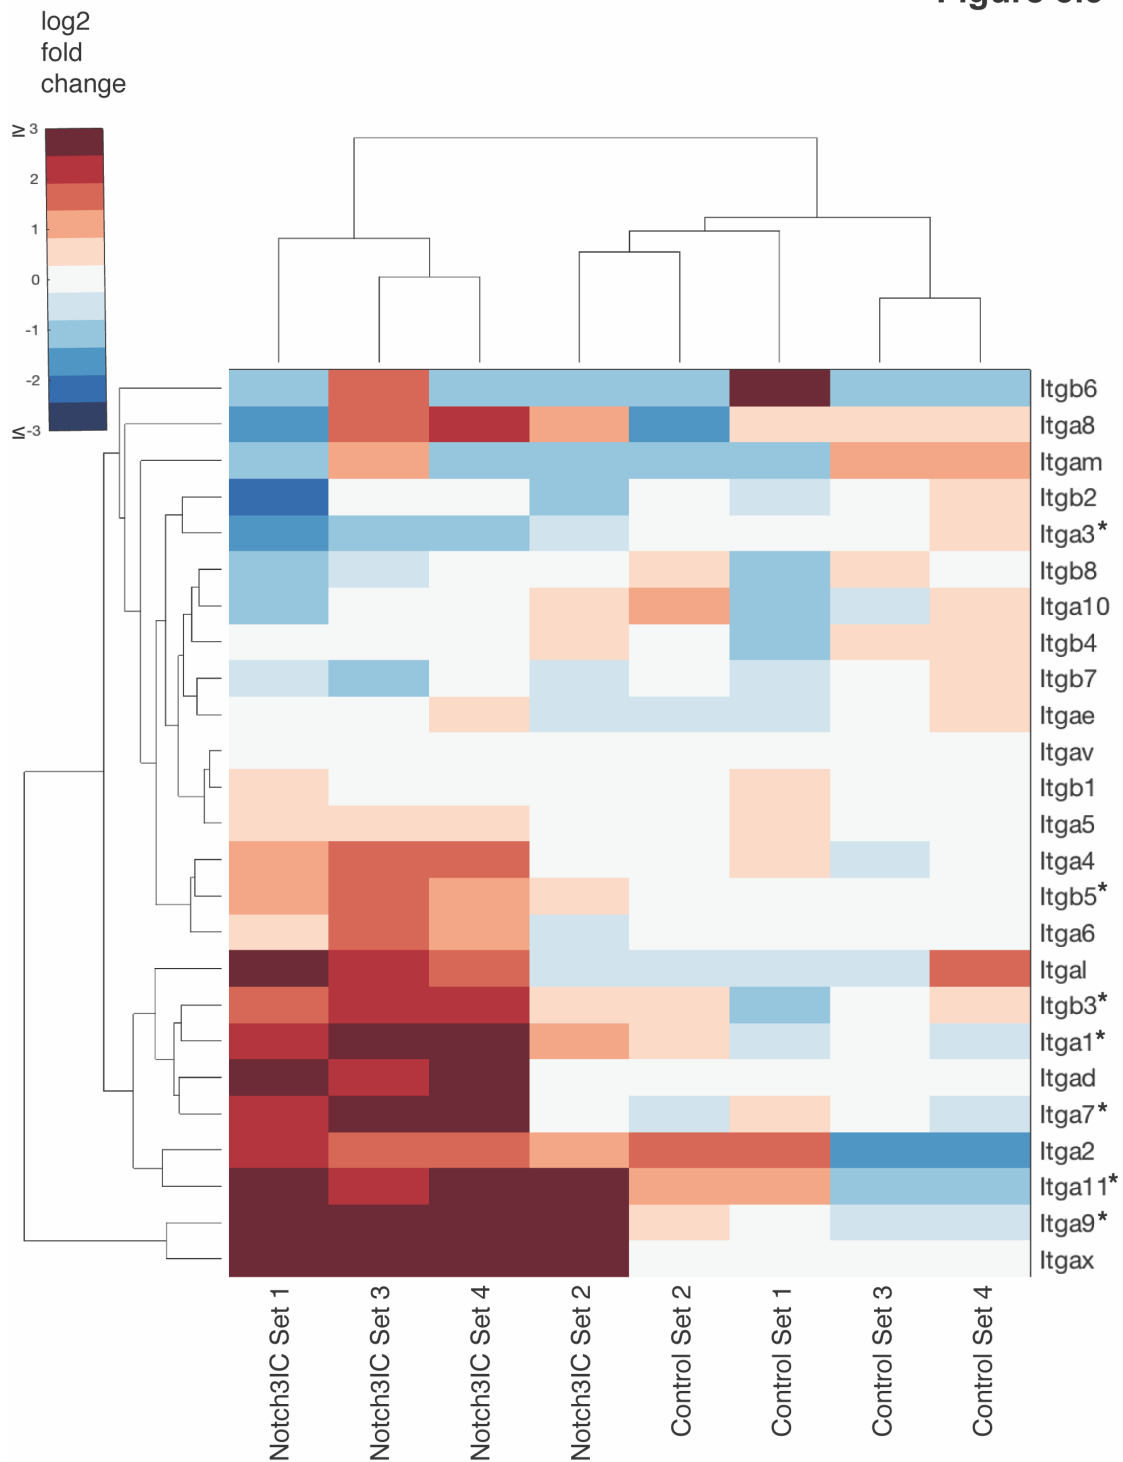 log2
fold
change
≥ 3
2
1
0
-1
-2
≤ -3
Itgb6
Itga8
Itgam
Itgb2
Itga3*
Itgb8
Itga10
Itgb4
Itgb7
Itgae
Itgav
Itgb1
Itga5
Itga4
Itgb5*
Itga6
Itgal
Itgb3*
Itga1*
Itgad
Itga7*
Itga2
Itga11*
Itga9*
Itgax
Notch3IC Set 1
Notch3IC Set 3
Notch3IC Set 4
Notch3IC Set 2
Control Set 2
Control Set 1
Control Set 3
Control Set 4